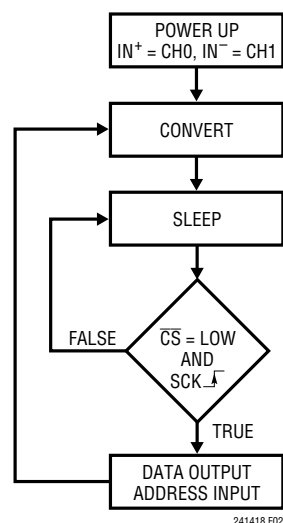 POWER UP
IN⁺ = CH0, IN⁻ = CH1
CONVERT
SLEEP
FALSE
C̅S̅ = LOW
AND
SCK
TRUE
DATA OUTPUT
ADDRESS INPUT
241418 F02